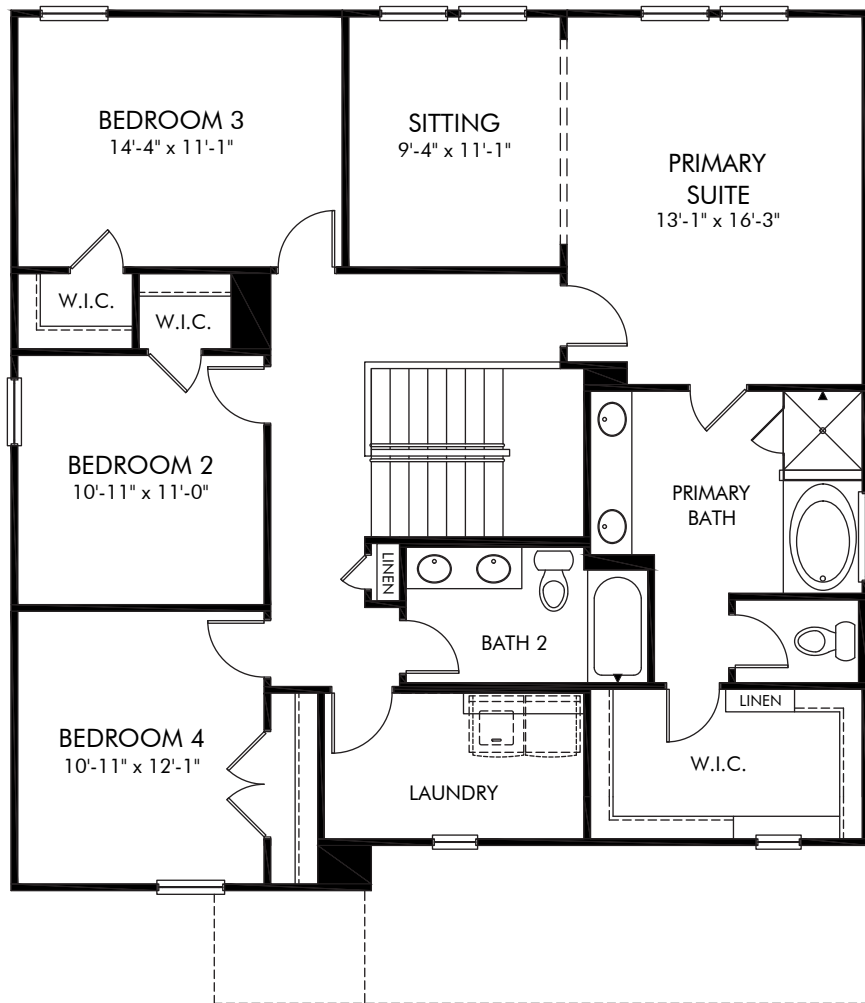 BEDROOM 3
14'-4" x 11'-1"
SITTING
9'-4" x 11'-1"
PRIMARY
SUITE
13'-1" x 16'-3"
W.I.C.
W.I.C.
BEDROOM 2
10'-11" x 11'-0"
PRIMARY
BATH
LINEN
BATH 2
BEDROOM 4
10'-11" x 12'-1"
LAUNDRY
LINEN
W.I.C.